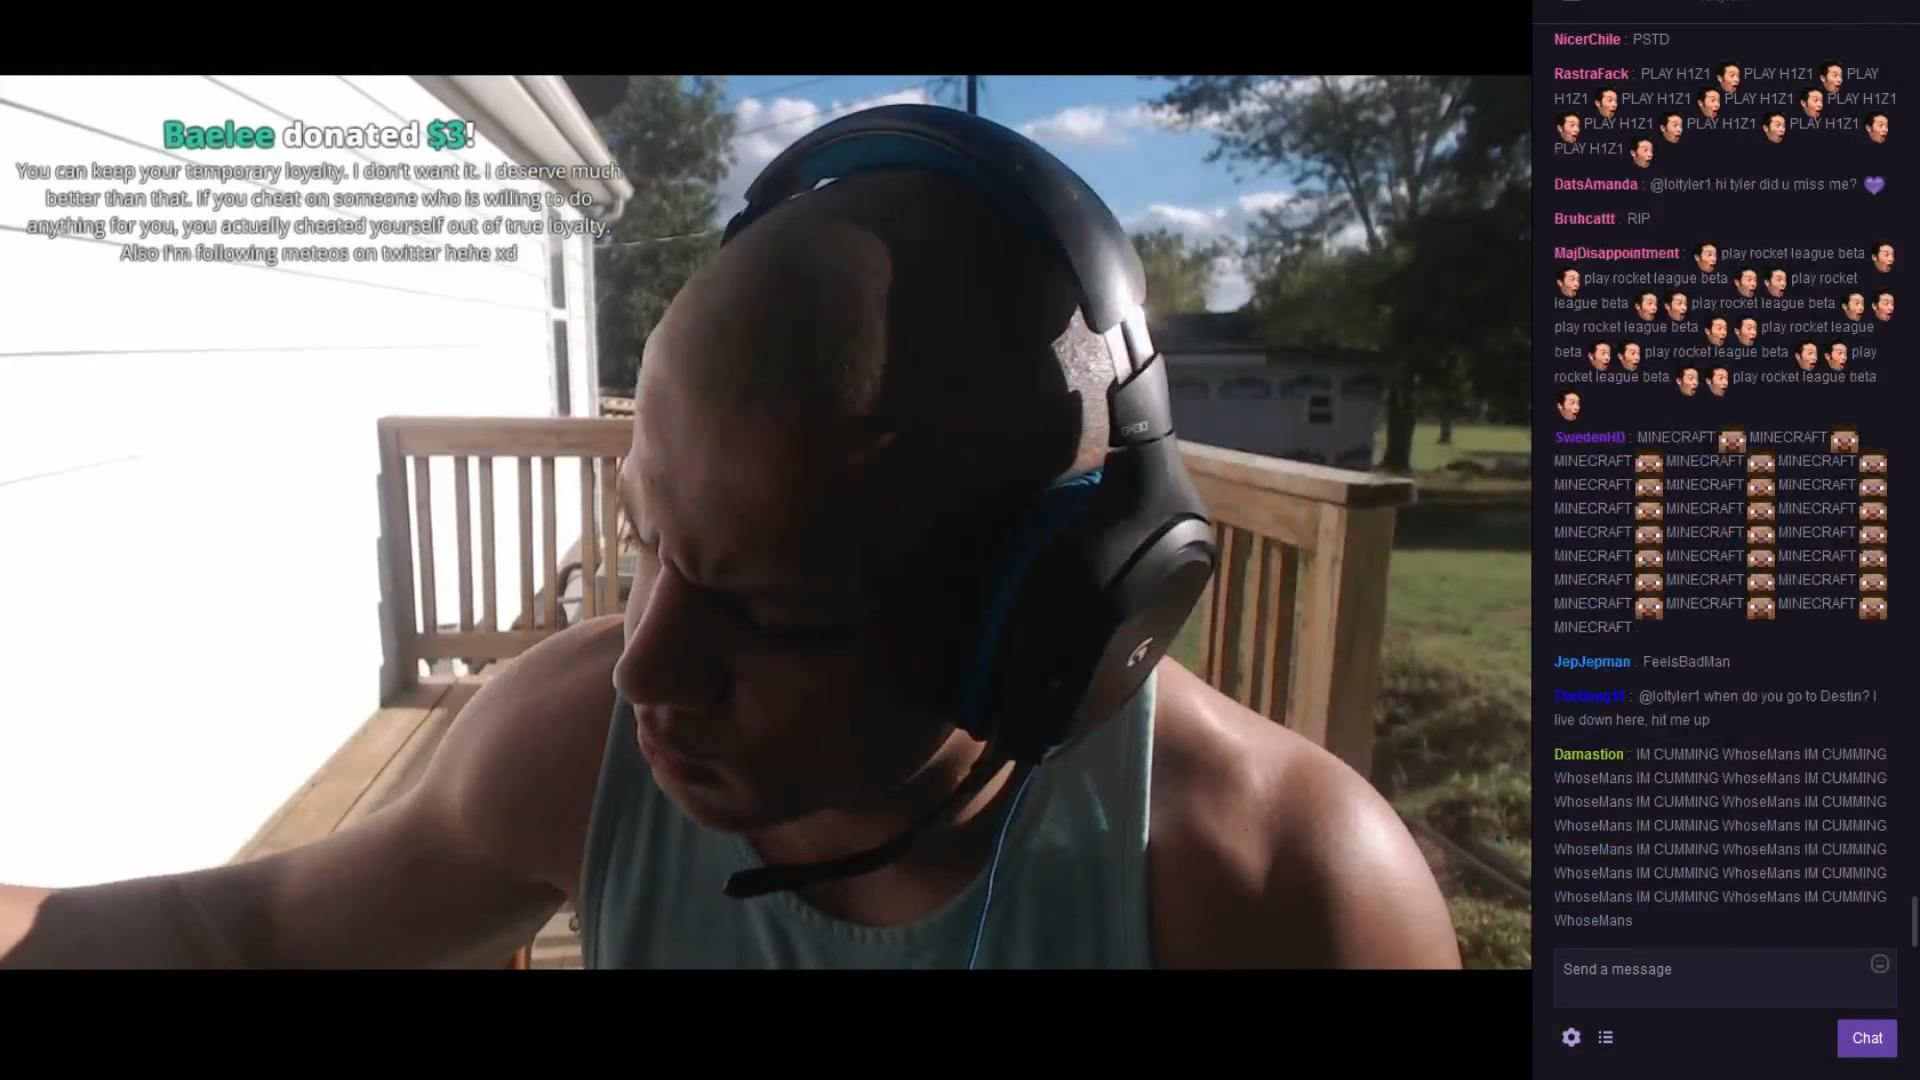 Baelee donated $3!
You can keep your temporary loyalty. I don't want it. I deserve much
better than that. If you cheat on someone who is willing to do
anything for you, you actually cheated yourself out of true loyalty.
Also I'm following meteos on twitter hehe xd
NicerChile : PSTD
RastraFack : PLAY H1Z1 PLAY H1Z1 PLAY
H1Z1 PLAY H1Z1 PLAY H1Z1 PLAY H1Z1
PLAY H1Z1 PLAY H1Z1 PLAY H1Z1
PLAY H1Z1
DatsAmanda : @loltyler1 hi tyler did u miss me?
Bruhcattt : RIP
MajDisappointment : play rocket league beta
play rocket league beta play rocket
league beta play rocket league beta
play rocket league beta play rocket league
beta play rocket league beta play
rocket league beta play rocket league beta
SwedenHD : MINECRAFT MINECRAFT
MINECRAFT MINECRAFT MINECRAFT
MINECRAFT MINECRAFT MINECRAFT
MINECRAFT MINECRAFT MINECRAFT
MINECRAFT MINECRAFT MINECRAFT
MINECRAFT MINECRAFT MINECRAFT
MINECRAFT MINECRAFT MINECRAFT
MINECRAFT MINECRAFT MINECRAFT
MINECRAFT
JepJepman : FeelsBadMan
TheDoug11 : @loltyler1 when do you go to Destin? I
live down here, hit me up
Damastion : IM CUMMING WhoseMans IM CUMMING
WhoseMans IM CUMMING WhoseMans IM CUMMING
WhoseMans IM CUMMING WhoseMans IM CUMMING
WhoseMans IM CUMMING WhoseMans IM CUMMING
WhoseMans IM CUMMING WhoseMans IM CUMMING
WhoseMans IM CUMMING WhoseMans IM CUMMING
WhoseMans IM CUMMING WhoseMans IM CUMMING
WhoseMans
Send a message
Chat